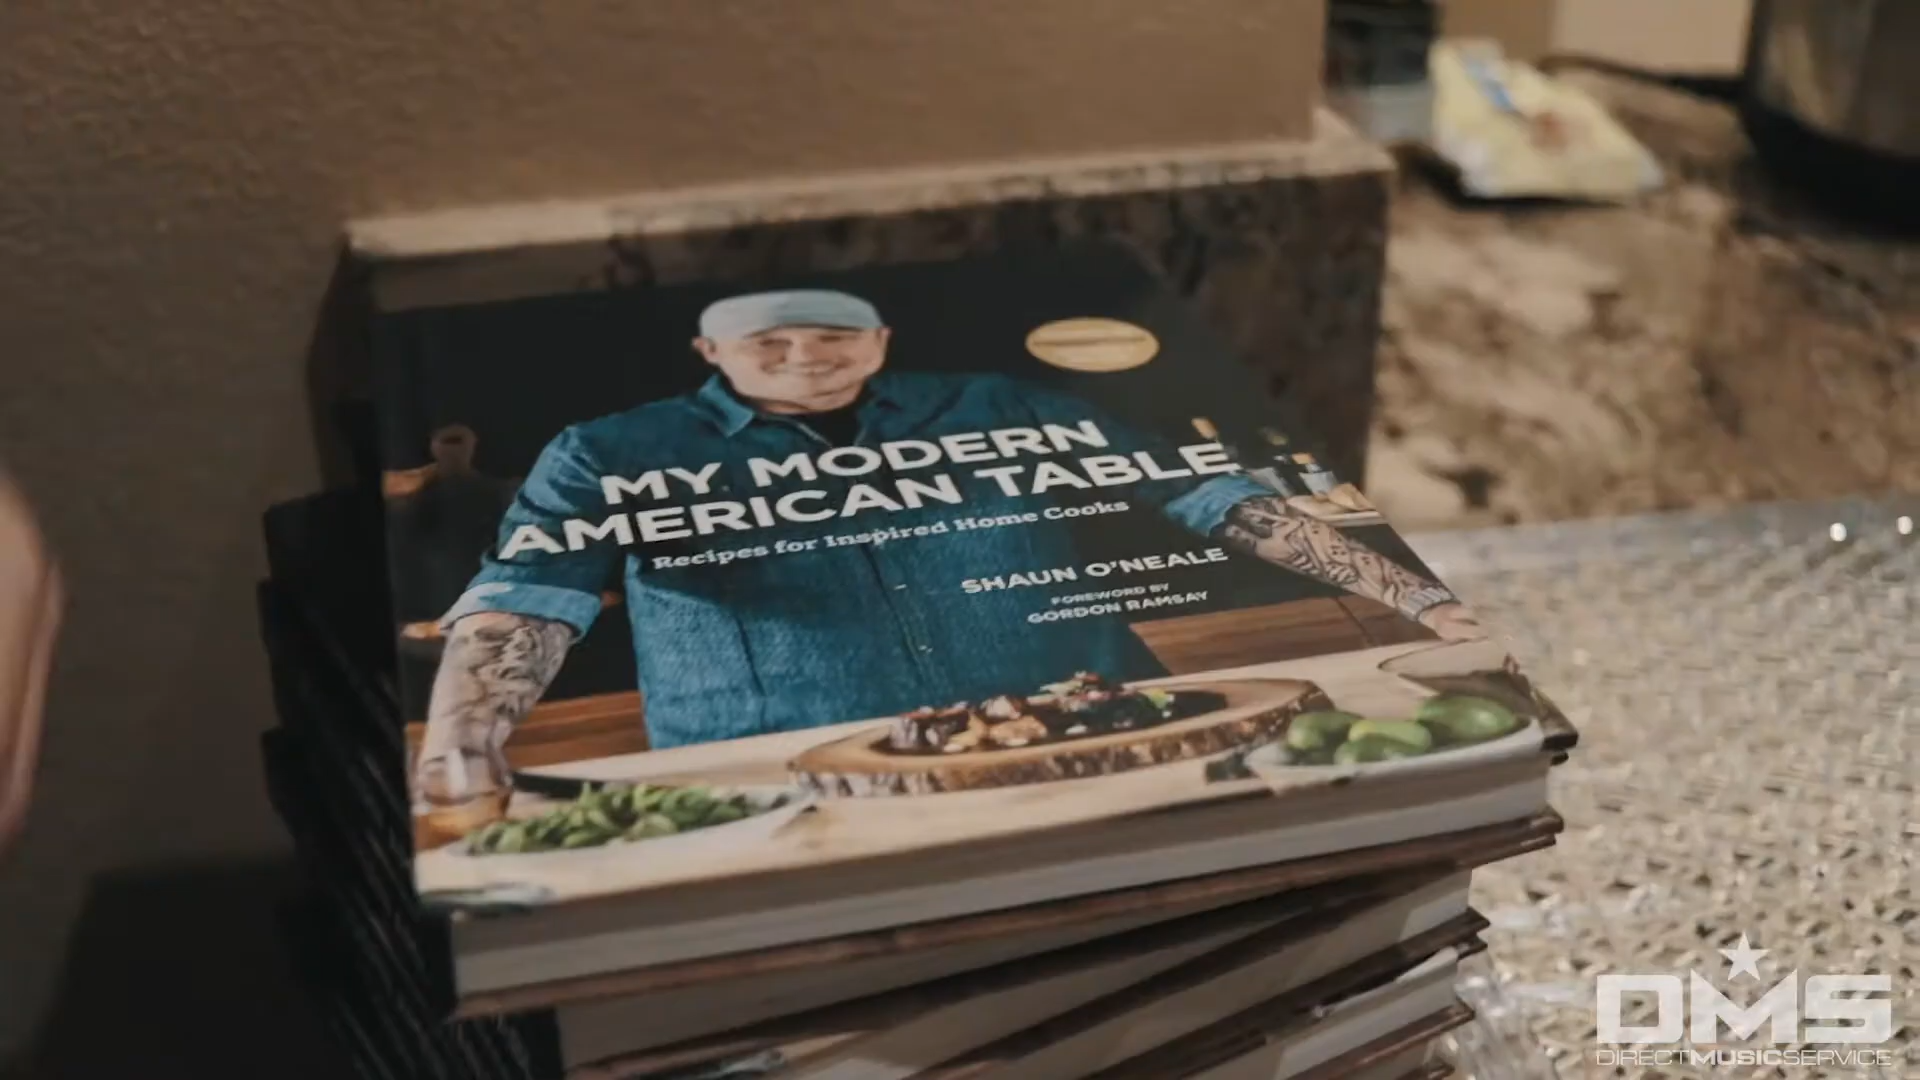 MY MODERN
AMERICAN TABLE
Recipes for Inspired Home Cooks
SHAUN O'NEALE
FOREWORD BY
GORDON RAMSAY
DMS
DIRECTMUSICSERVICE